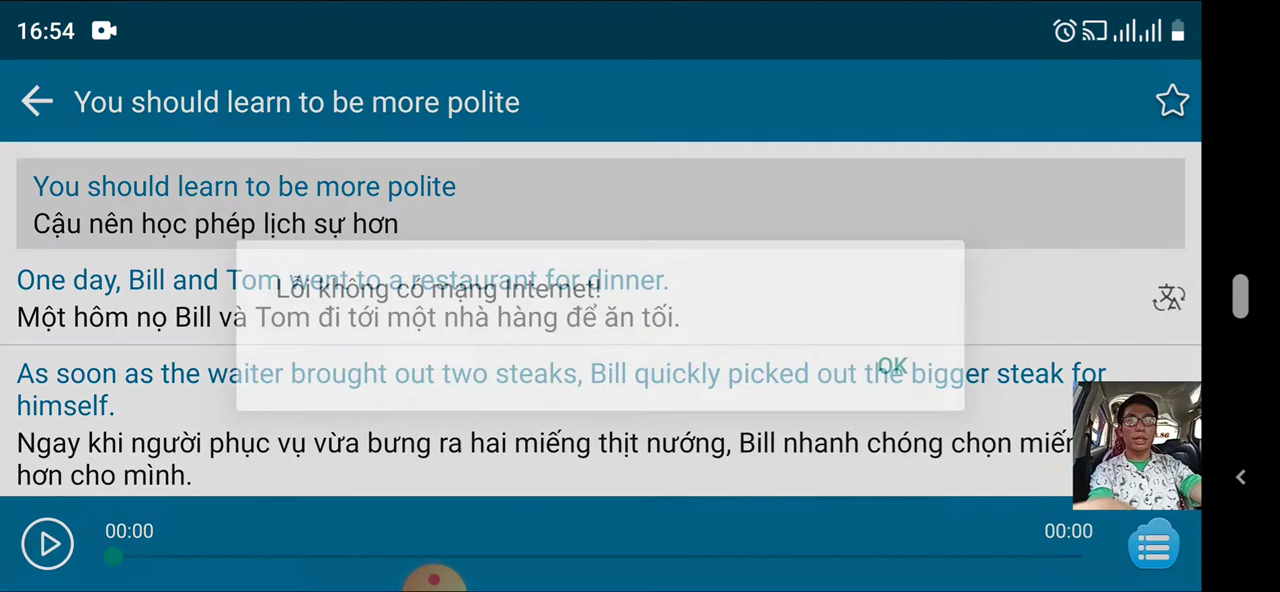 16:54
You should learn to be more polite
You should learn to be more polite
Cậu nên học phép lịch sự hơn
One day, Bill and Tom went to a restaurant for dinner.
Lỗi không có mạng Internet!
Một hôm nọ Bill và Tom đi tới một nhà hàng để ăn tối.
OK
As soon as the waiter brought out two steaks, Bill quickly picked out the bigger steak for
himself.
Ngay khi người phục vụ vừa bưng ra hai miếng thịt nướng, Bill nhanh chóng chọn
hơn cho mình.
00:00
00:00